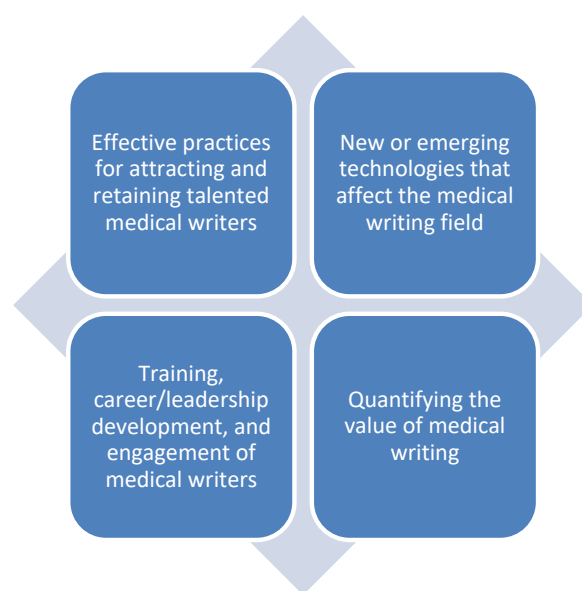 Effective practices
for attracting and
retaining talented
medical writers
New or emerging
technologies that
affect the medical
writing field
Training,
career/leadership
development, and
engagement of
medical writers
Quantifying the
value of medical
writing